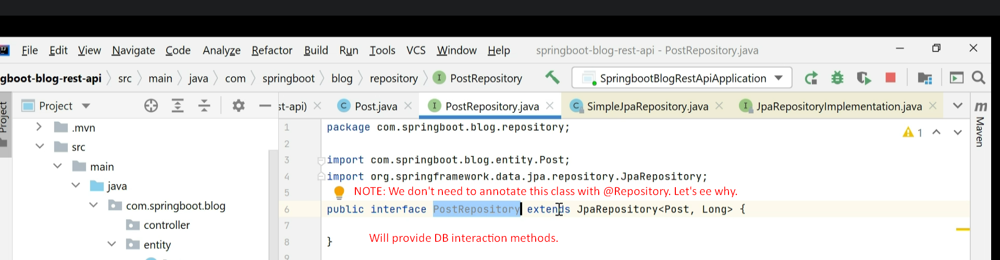 File Edit View Navigate Code Analyze Refactor Build Run Tools VCS Window Help springboot-blog-rest-api - PostRepository.java
gboot-blog-rest-api src main java com springboot blog repository I PostRepository SpringbootBlogRestApiApplication
Project Project st-api) C Post.java I PostRepository.java C SimpleJpaRepository.java I JpaRepositoryImplementation.java m Maven
.mvn 1 package com.springboot.blog.repository; 1
src 2
main 3 import com.springboot.blog.entity.Post;
4 import org.springframework.data.jpa.repository.JpaRepository;
java 5 NOTE: We don't need to annotate this class with @Repository. Let's ee why.
com.springboot.blog 6 public interface PostRepository extends JpaRepository<Post, Long> {
controller 7
entity 8 } Will provide DB interaction methods.
9